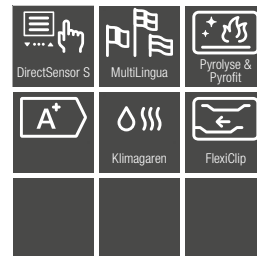 DirectSensor S
MultiLingua
Pyrolyse &
Pyrofit
A+
Klimagaren
FlexiClip